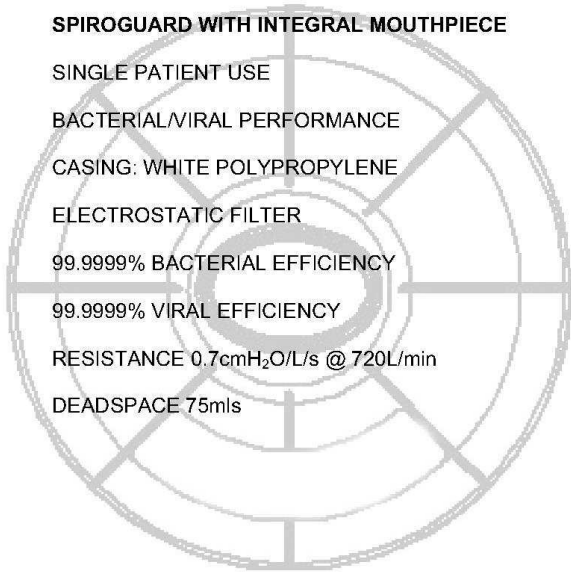 SPIROGUARD WITH INTEGRAL MOUTHPIECE
SINGLE PATIENT USE
BACTERIAL/VIRAL PERFORMANCE
CASING: WHITE POLYPROPYLENE
ELECTROSTATIC FILTER
99.9999% BACTERIAL EFFICIENCY
99.9999% VIRAL EFFICIENCY
RESISTANCE 0.7cmH₂O/L/s @ 720L/min
DEADSPACE 75mls